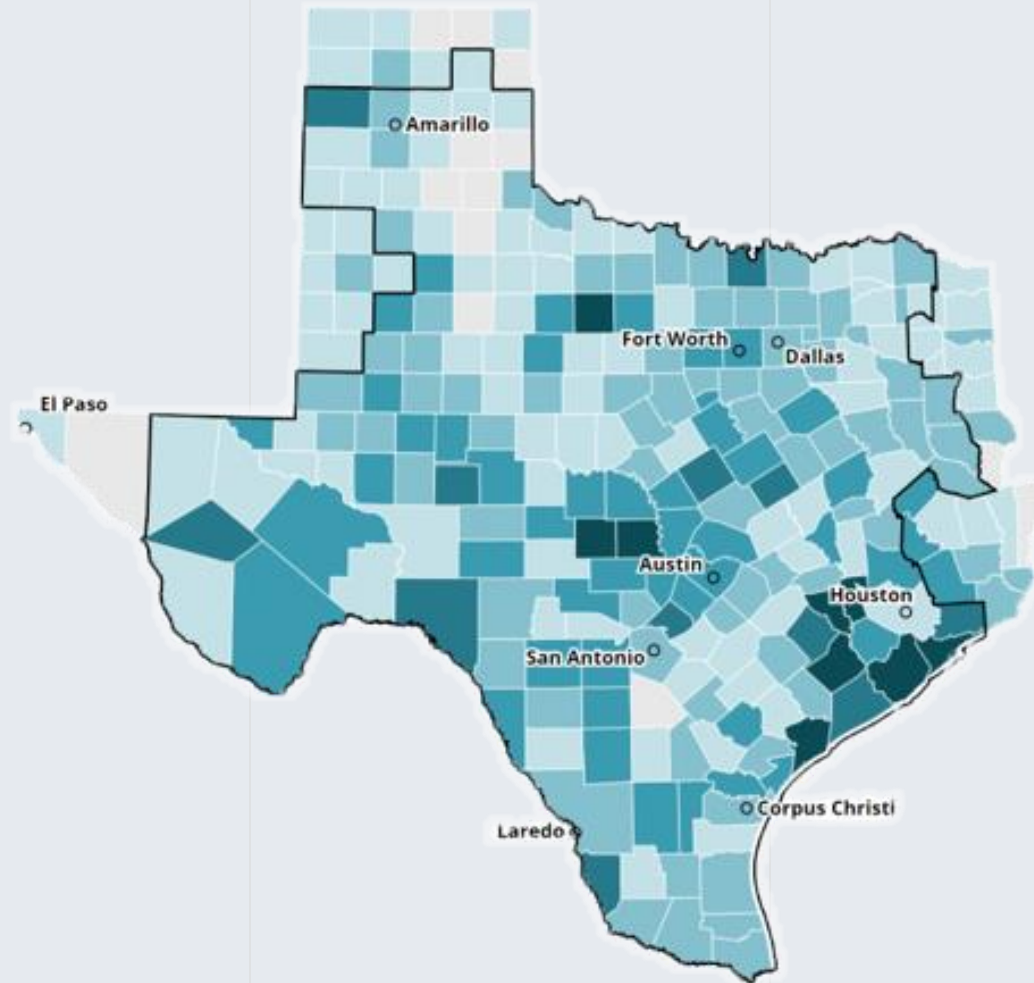 Amarillo
Fort Worth
Dallas
El Paso
Austin
Houston
San Antonio
Corpus Christi
Laredo